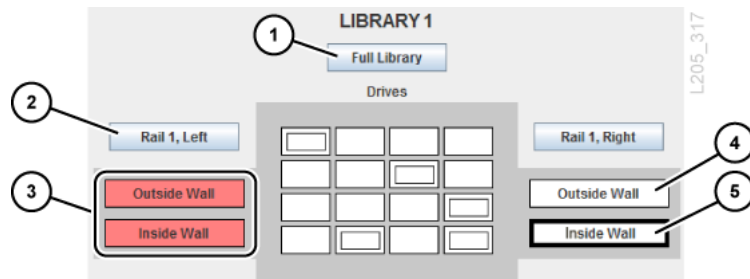 LIBRARY 1
1
Full Library
L205_317
Drives
2
Rail 1, Left
Rail 1, Right
3
Outside Wall
Inside Wall
Outside Wall
4
Inside Wall
5